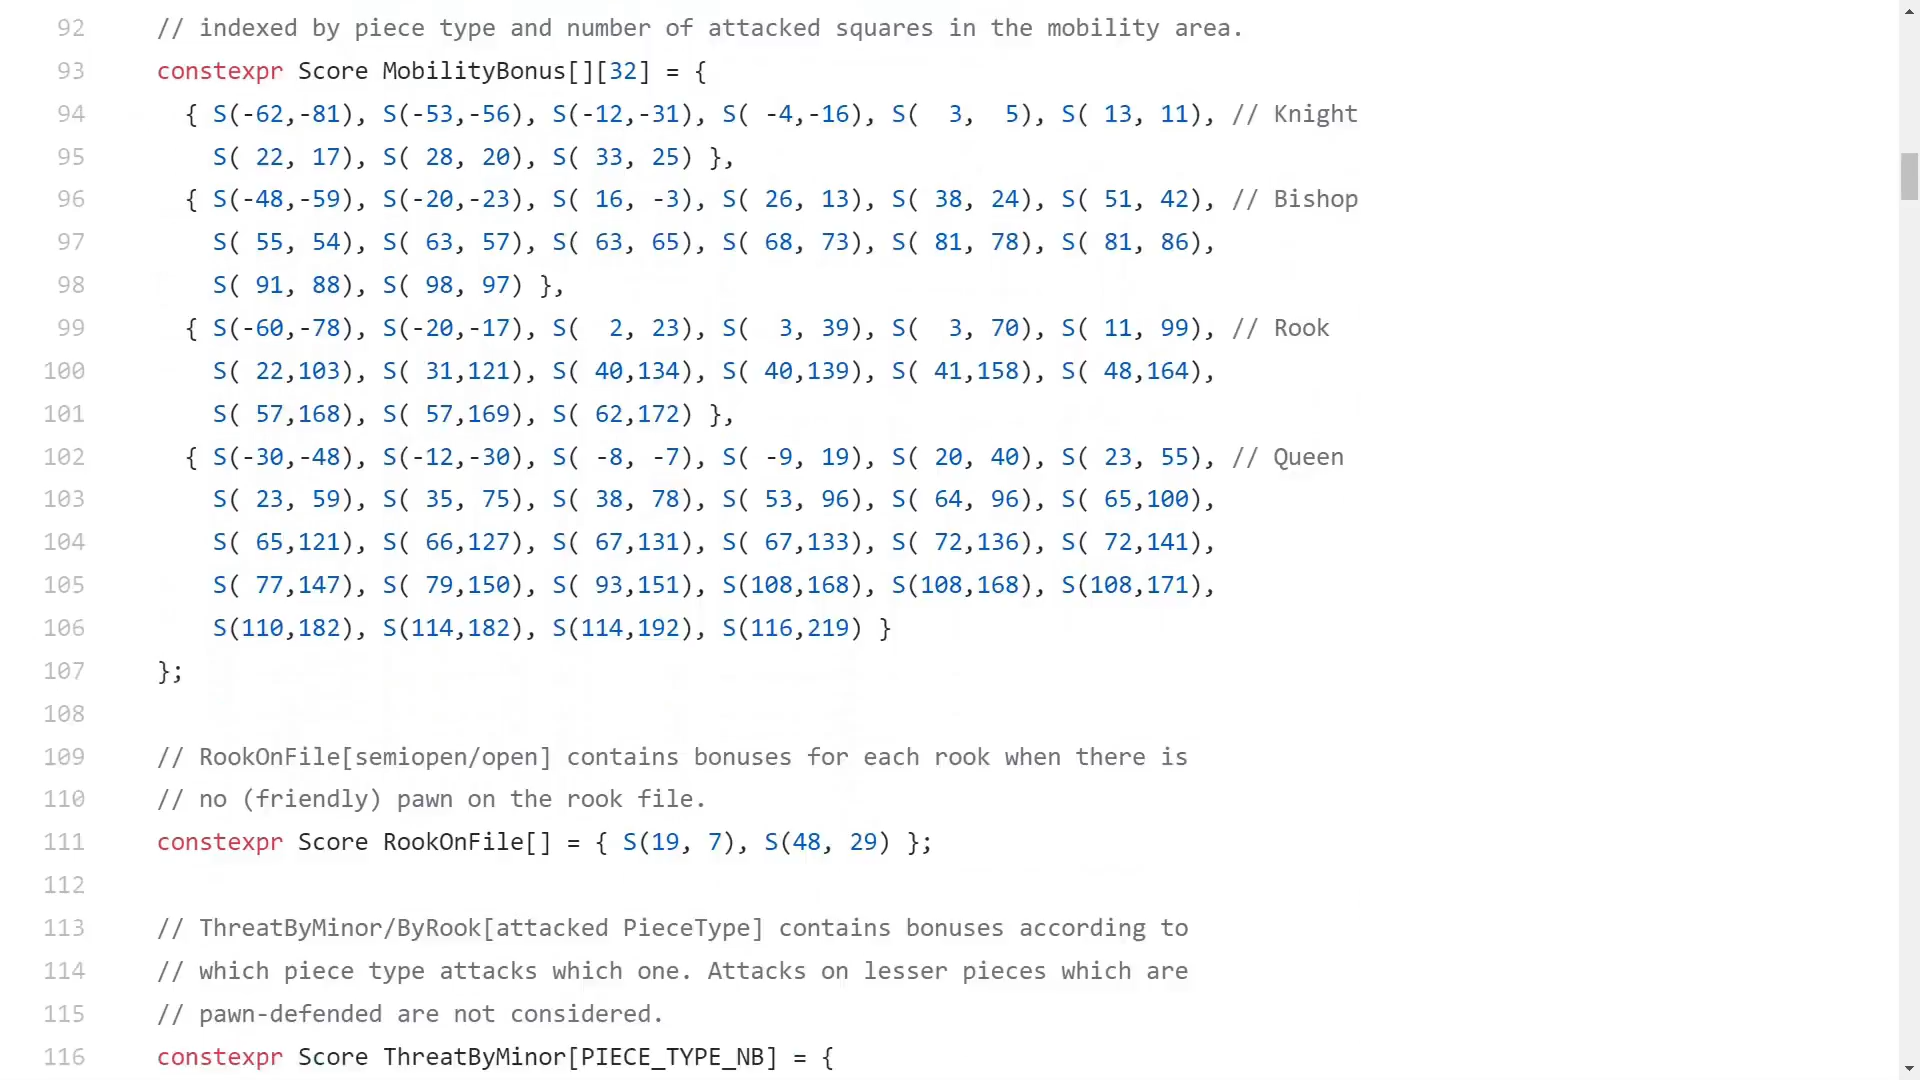 92 // indexed by piece type and number of attacked squares in the mobility area.
93 constexpr Score MobilityBonus[][32] = {
94 { S(-62,-81), S(-53,-56), S(-12,-31), S( -4,-16), S(  3,  5), S( 13, 11), // Knight
95 S( 22, 17), S( 28, 20), S( 33, 25) },
96 { S(-48,-59), S(-20,-23), S( 16, -3), S( 26, 13), S( 38, 24), S( 51, 42), // Bishop
97 S( 55, 54), S( 63, 57), S( 63, 65), S( 68, 73), S( 81, 78), S( 81, 86),
98 S( 91, 88), S( 98, 97) },
99 { S(-60,-78), S(-20,-17), S(  2, 23), S(  3, 39), S(  3, 70), S( 11, 99), // Rook
100 S( 22,103), S( 31,121), S( 40,134), S( 40,139), S( 41,158), S( 48,164),
101 S( 57,168), S( 57,169), S( 62,172) },
102 { S(-30,-48), S(-12,-30), S( -8, -7), S( -9, 19), S( 20, 40), S( 23, 55), // Queen
103 S( 23, 59), S( 35, 75), S( 38, 78), S( 53, 96), S( 64, 96), S( 65,100),
104 S( 65,121), S( 66,127), S( 67,131), S( 67,133), S( 72,136), S( 72,141),
105 S( 77,147), S( 79,150), S( 93,151), S(108,168), S(108,168), S(108,171),
106 S(110,182), S(114,182), S(114,192), S(116,219) }
107 };
108
109 // RookOnFile[semiopen/open] contains bonuses for each rook when there is
110 // no (friendly) pawn on the rook file.
111 constexpr Score RookOnFile[] = { S(19, 7), S(48, 29) };
112
113 // ThreatByMinor/ByRook[attacked PieceType] contains bonuses according to
114 // which piece type attacks which one. Attacks on lesser pieces which are
115 // pawn-defended are not considered.
116 constexpr Score ThreatByMinor[PIECE_TYPE_NB] = {